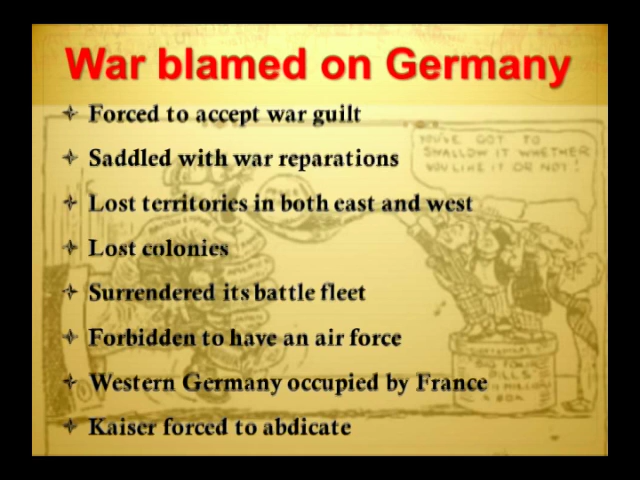 War blamed on Germany
Forced to accept war guilt
YOU'VE GOT TO
SWALLOW IT WHETHER
YOU LIKE IT OR NOT!
Saddled with war reparations
Lost territories in both east and west
Lost colonies
Surrendered its battle fleet
Forbidden to have an air force
Western Germany occupied by France
PILLS
A BOX
Kaiser forced to abdicate